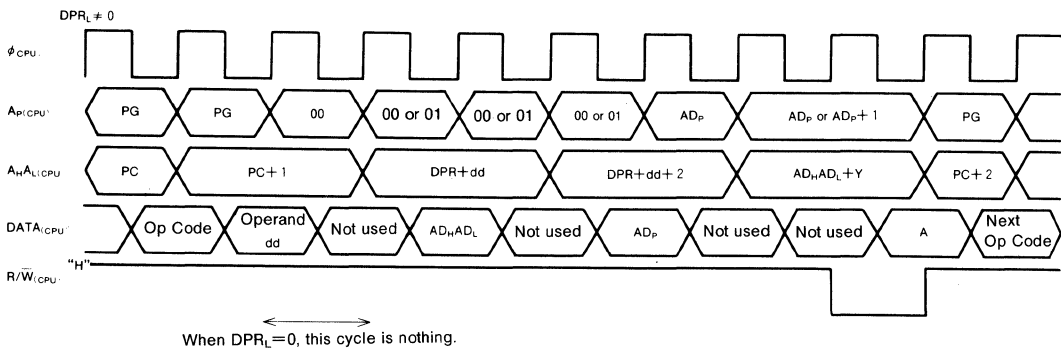 DPRL ≠ 0
φCPU
AP(CPU) PG PG 00 00 or 01 00 or 01 00 or 01 ADP ADP or ADP+1 PG
AHAL(CPU PC PC+1 DPR+dd DPR+dd+2 ADHADL+Y PC+2
DATA(CPU) Op Code Operand dd Not used ADHADL Not used ADP Not used Not used A Next Op Code
"H"
R/W̅(CPU
When DPRL=0, this cycle is nothing.